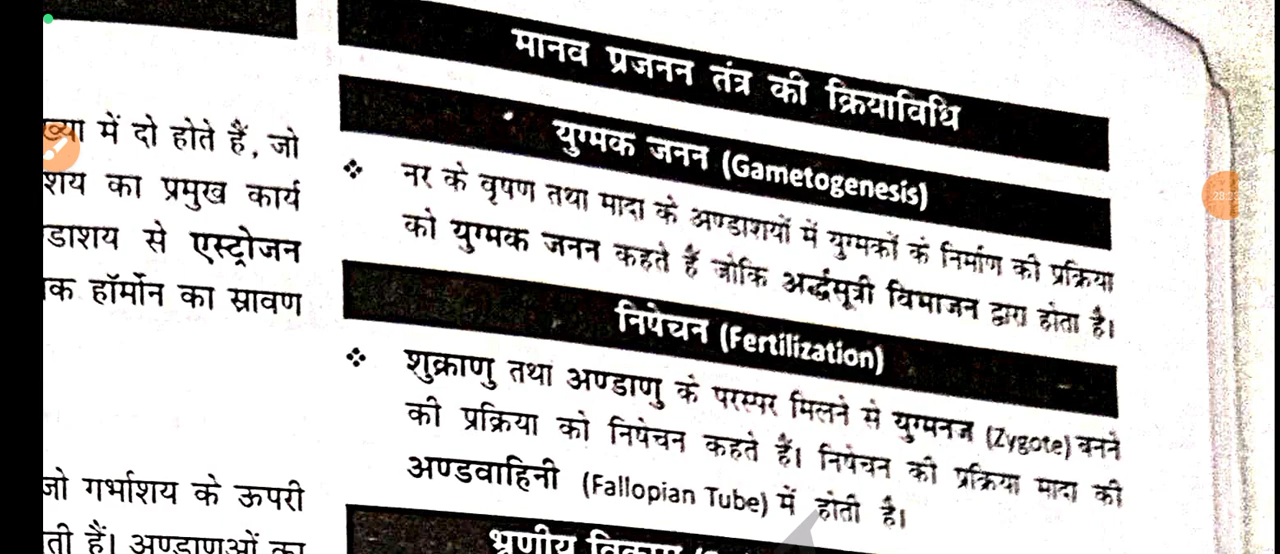 ख्या में दो होते हैं, जो
शय का प्रमुख कार्य
डाशय से एस्ट्रोजन
क हॉर्मोन का स्रावण
जो गर्भाशय के ऊपरी
ती हैं। अण्डाणुओं का
मानव प्रजनन तंत्र की क्रियाविधि
युग्मक जनन (Gametogenesis)
❖ नर के वृषण तथा मादा के अण्डाशयों में युग्मकों के निर्माण की प्रक्रिया
को युग्मक जनन कहते हैं जोकि अर्द्धसूत्री विभाजन द्वारा होता है।
निषेचन (Fertilization)
❖ शुक्राणु तथा अण्डाणु के परस्पर मिलने से युग्मनज (Zygote) बनने
की प्रक्रिया को निषेचन कहते हैं। निषेचन की प्रक्रिया मादा की
अण्डवाहिनी (Fallopian Tube) में होती है।
भ्रूणीय विकास